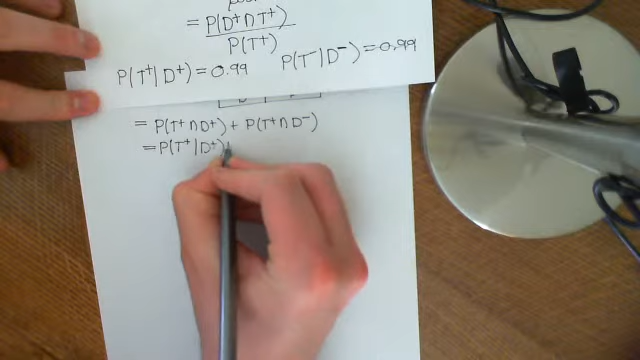 = P(D⁺∩T⁺)
P(T⁺)
P(T⁺|D⁺) = 0.99 P(T⁻|D⁻) = 0.99
= P(T⁺∩D⁺) + P(T⁺∩D⁻)
= P(T⁺|D⁺)